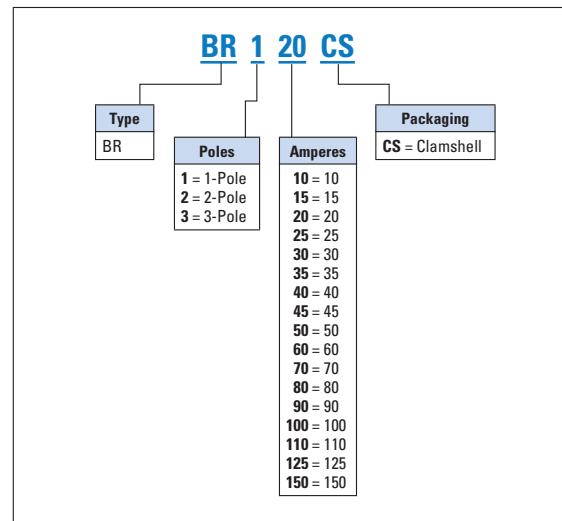 BR 1 20 CS
Type
BR
Poles
1 = 1-Pole
2 = 2-Pole
3 = 3-Pole
Amperes
10 = 10
15 = 15
20 = 20
25 = 25
30 = 30
35 = 35
40 = 40
45 = 45
50 = 50
60 = 60
70 = 70
80 = 80
90 = 90
100 = 100
110 = 110
125 = 125
150 = 150
Packaging
CS = Clamshell